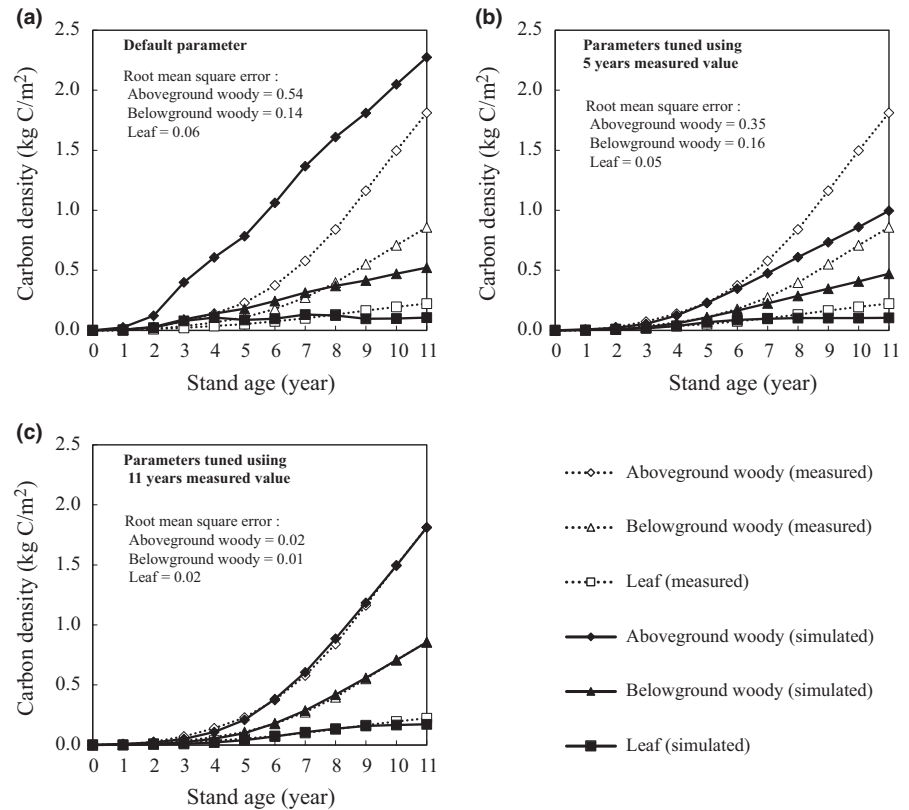 (a)
2.5
2.0
1.5
1.0
0.5
0.0
Carbon density (kg C/m²)
Default parameter
Root mean square error :
Aboveground woody = 0.54
Belowground woody = 0.14
Leaf = 0.06
0 1 2 3 4 5 6 7 8 9 10 11
Stand age (year)
(b)
2.5
2.0
1.5
1.0
0.5
0.0
Carbon density (kg C/m²)
Parameters tuned using
5 years measured value
Root mean square error :
Aboveground woody = 0.35
Belowground woody = 0.16
Leaf = 0.05
0 1 2 3 4 5 6 7 8 9 10 11
Stand age (year)
(c)
2.5
2.0
1.5
1.0
0.5
0.0
Carbon density (kg C/m²)
Parameters tuned usiing
11 years measured value
Root mean square error :
Aboveground woody = 0.02
Belowground woody = 0.01
Leaf = 0.02
0 1 2 3 4 5 6 7 8 9 10 11
Stand age (year)
Aboveground woody (measured)
Belowground woody (measured)
Leaf (measured)
Aboveground woody (simulated)
Belowground woody (simulated)
Leaf (simulated)